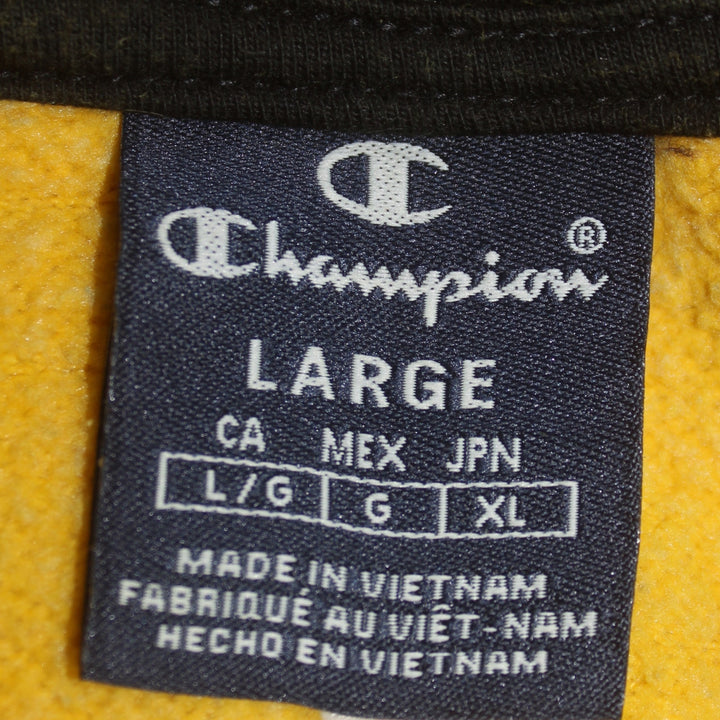 Champion®
LARGE
CA MEX JPN
L/G G XL
MADE IN VIETNAM
FABRIQUÉ AU VIÊT-NAM
HECHO EN VIETNAM